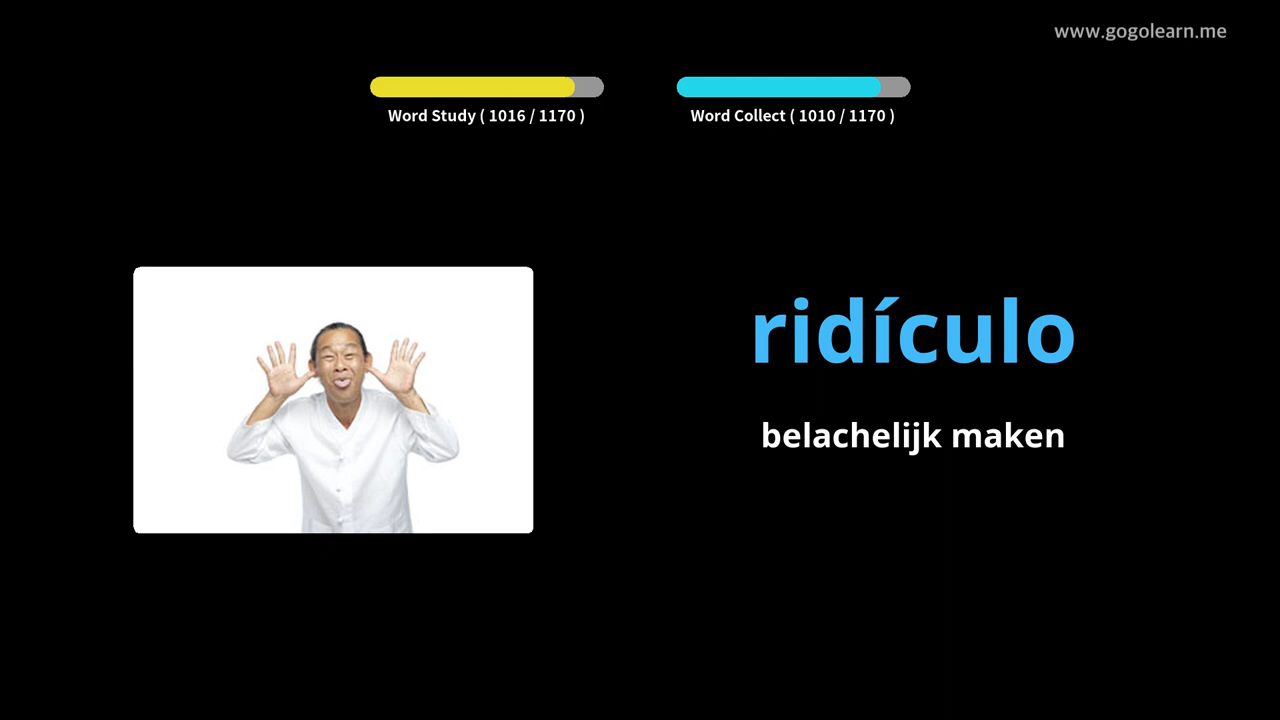 www.gogolearn.me
Word Study ( 1016 / 1170 )
Word Collect ( 1010 / 1170 )
ridículo
belachelijk maken